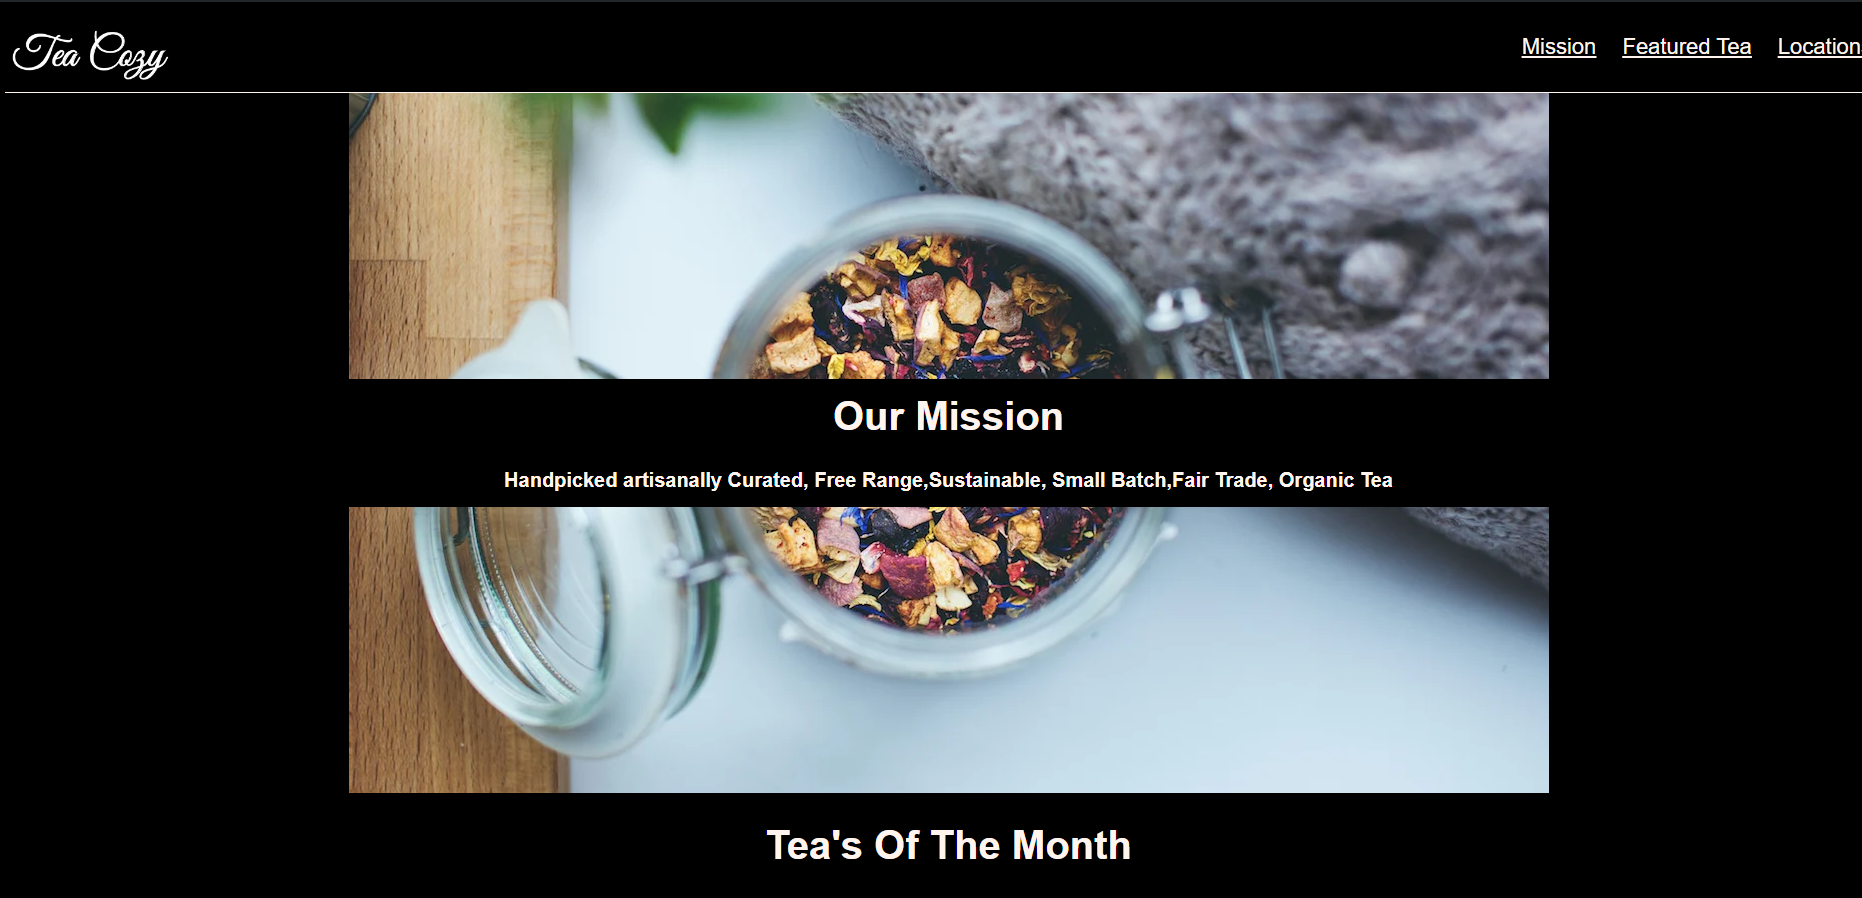 Tea Cozy
Mission Featured Tea Location
Our Mission
Handpicked artisanally Curated, Free Range,Sustainable, Small Batch,Fair Trade, Organic Tea
Tea's Of The Month